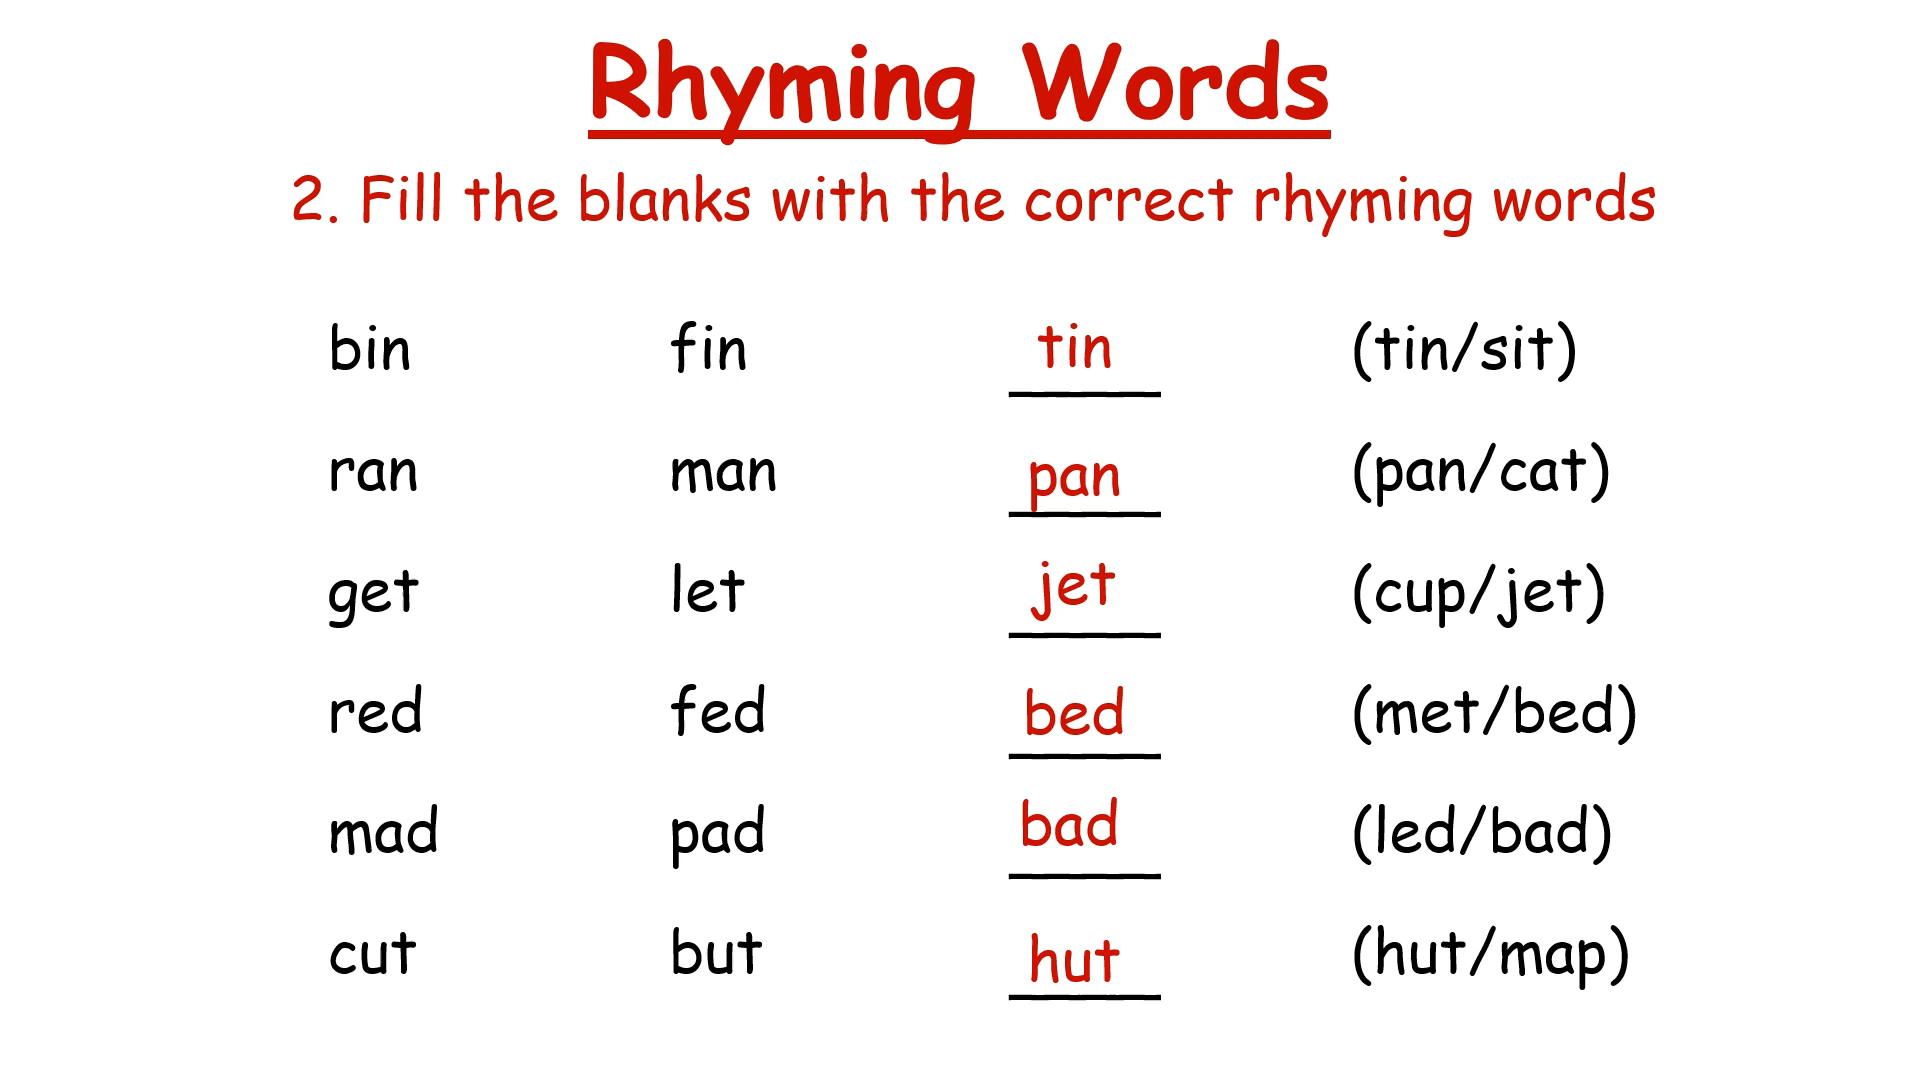 Rhyming Words
2. Fill the blanks with the correct rhyming words
bin fin tin (tin/sit)
ran man pan (pan/cat)
get let jet (cup/jet)
red fed bed (met/bed)
mad pad bad (led/bad)
cut but hut (hut/map)